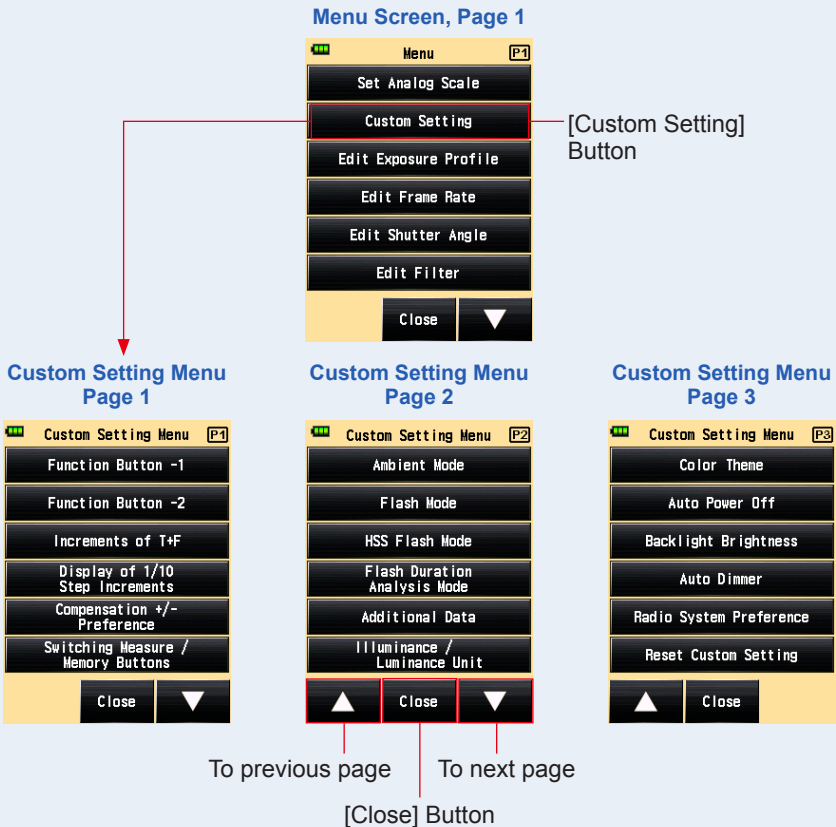 Menu Screen, Page 1
Menu P1
Set Analog Scale
Custom Setting
[Custom Setting]
Button
Edit Exposure Profile
Edit Frame Rate
Edit Shutter Angle
Edit Filter
Close
Custom Setting Menu
Page 1
Custom Setting Menu P1
Function Button -1
Function Button -2
Increments of T+F
Display of 1/10
Step Increments
Compensation +/-
Preference
Switching Measure /
Memory Buttons
Close
Custom Setting Menu
Page 2
Custom Setting Menu P2
Ambient Mode
Flash Mode
HSS Flash Mode
Flash Duration
Analysis Mode
Additional Data
Illuminance /
Luminance Unit
Close
To previous page
To next page
[Close] Button
Custom Setting Menu
Page 3
Custom Setting Menu P3
Color Theme
Auto Power Off
Backlight Brightness
Auto Dimmer
Radio System Preference
Reset Custom Setting
Close